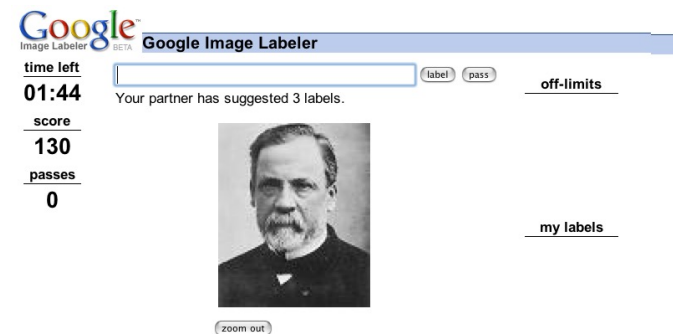 Google™
Image Labeler BETA
Google Image Labeler
time left
01:44
score
130
passes
0
label
pass
Your partner has suggested 3 labels.
off-limits
my labels
zoom out